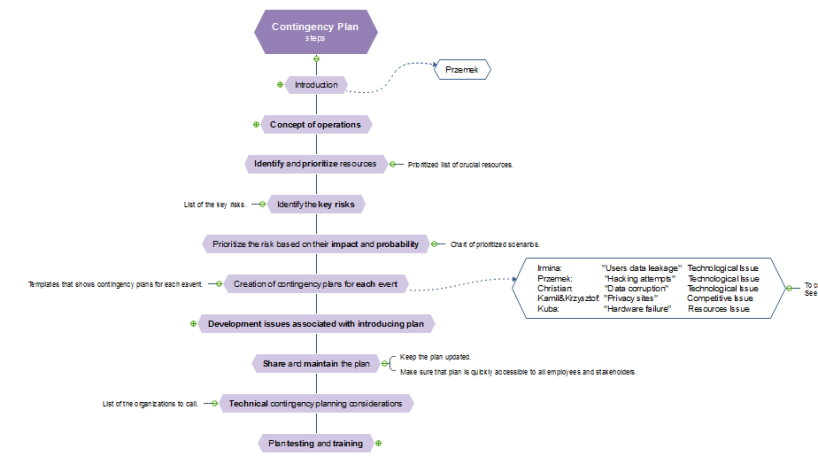 Contingency Plan
steps
Przemek
Introduction
Concept of operations
Identify and prioritize resources
Prioritized list of crucial resources.
List of the key risks.
Identify the key risks
Prioritize the risk based on their impact and probability
Chart of prioritized scenarios.
Irmina: "Users data leakage" Technological Issue
Przemek: "Hacking attempts" Technological Issue
Christian: "Data corruption" Technological Issue
Kamil&Krzysztof: "Privacy sites" Competitive Issue
Kuba: "Hardware failure" Resources Issue
To c
See
Templates that shows contingency plans for each eavent.
Creation of contingency plans for each evert
Development issues associated with introducing plan
Share and maintain the plan
Keep the plan updated.
Make sure that plan is quickly accessible to all employees and stakeholders.
List of the organizations to call.
Technical contingency planning considerations
Plan testing and training